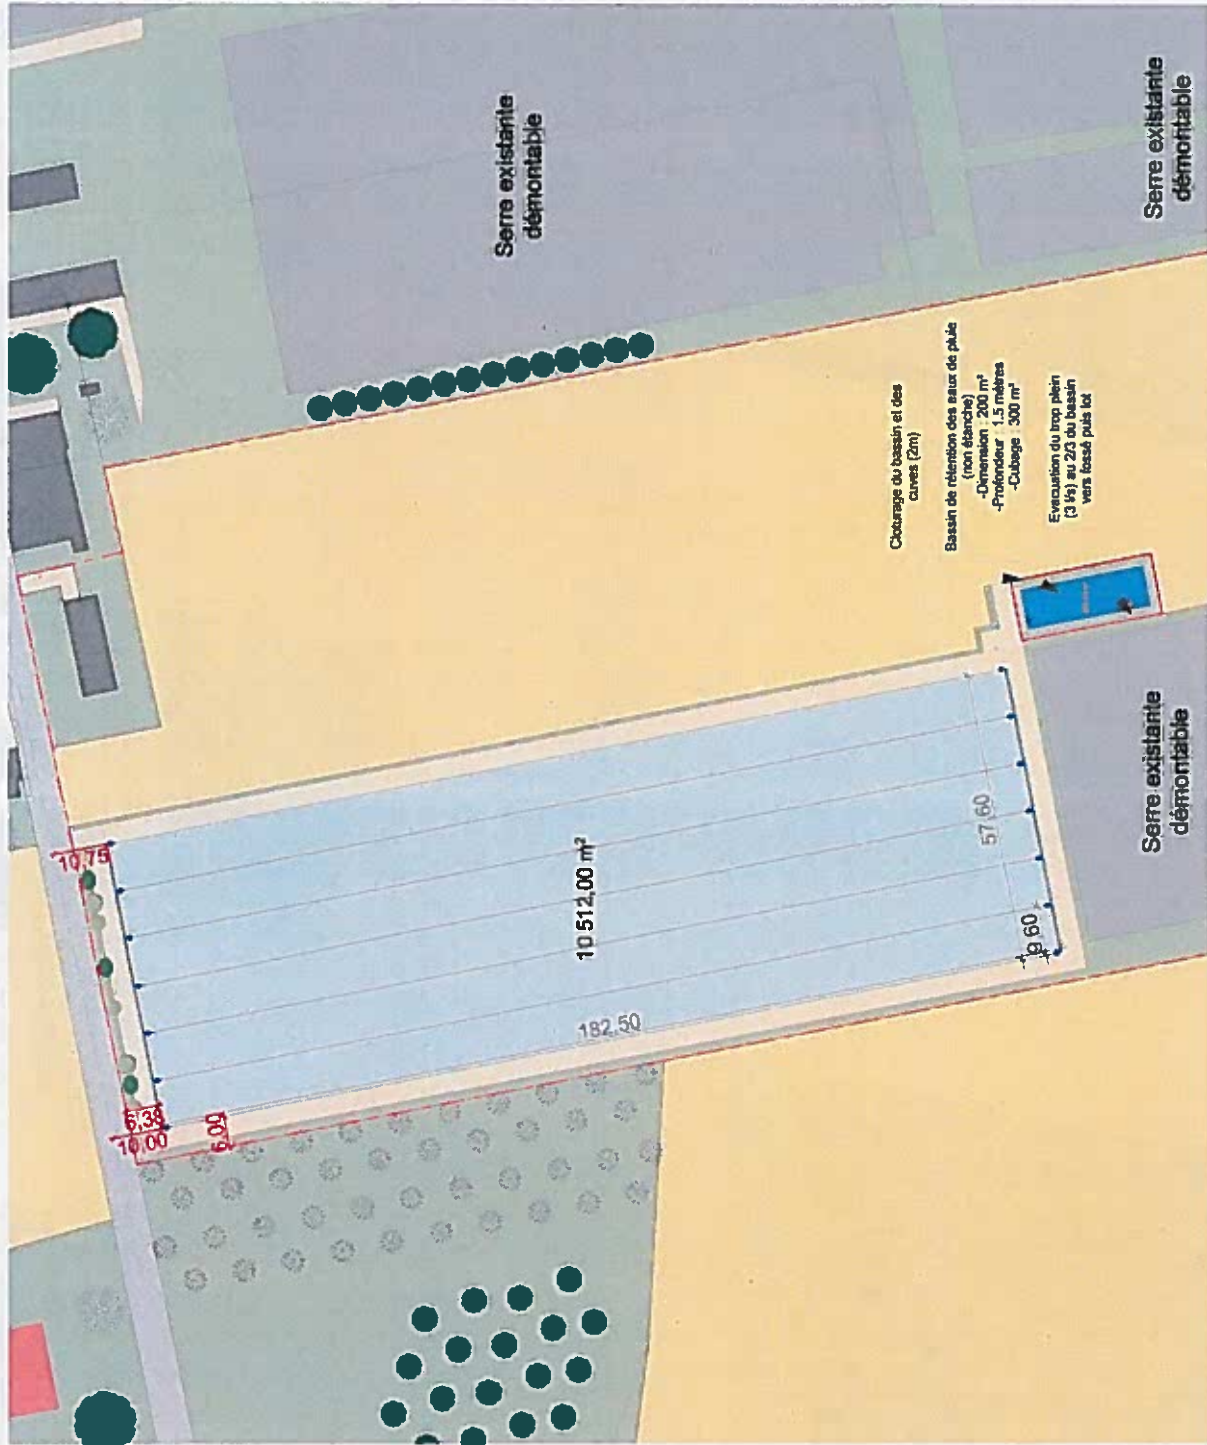 Serre existante
démontable
Serre existante
démontable
Cloturage du bassin et des
cuves (2m)
Bassin de rétention des eaux de pluie
(non étanche)
-Dimension : 200 m²
-Profondeur : 1.5 mètres
-Cubage : 300 m³
Evacuation du trop plein
(3 l/s) au 2/3 du bassin
vers fossé puis lot
Serre existante
démontable
10,75
10 512,00 m²
57,60
9,60
182,50
6,38
10,00
6,00